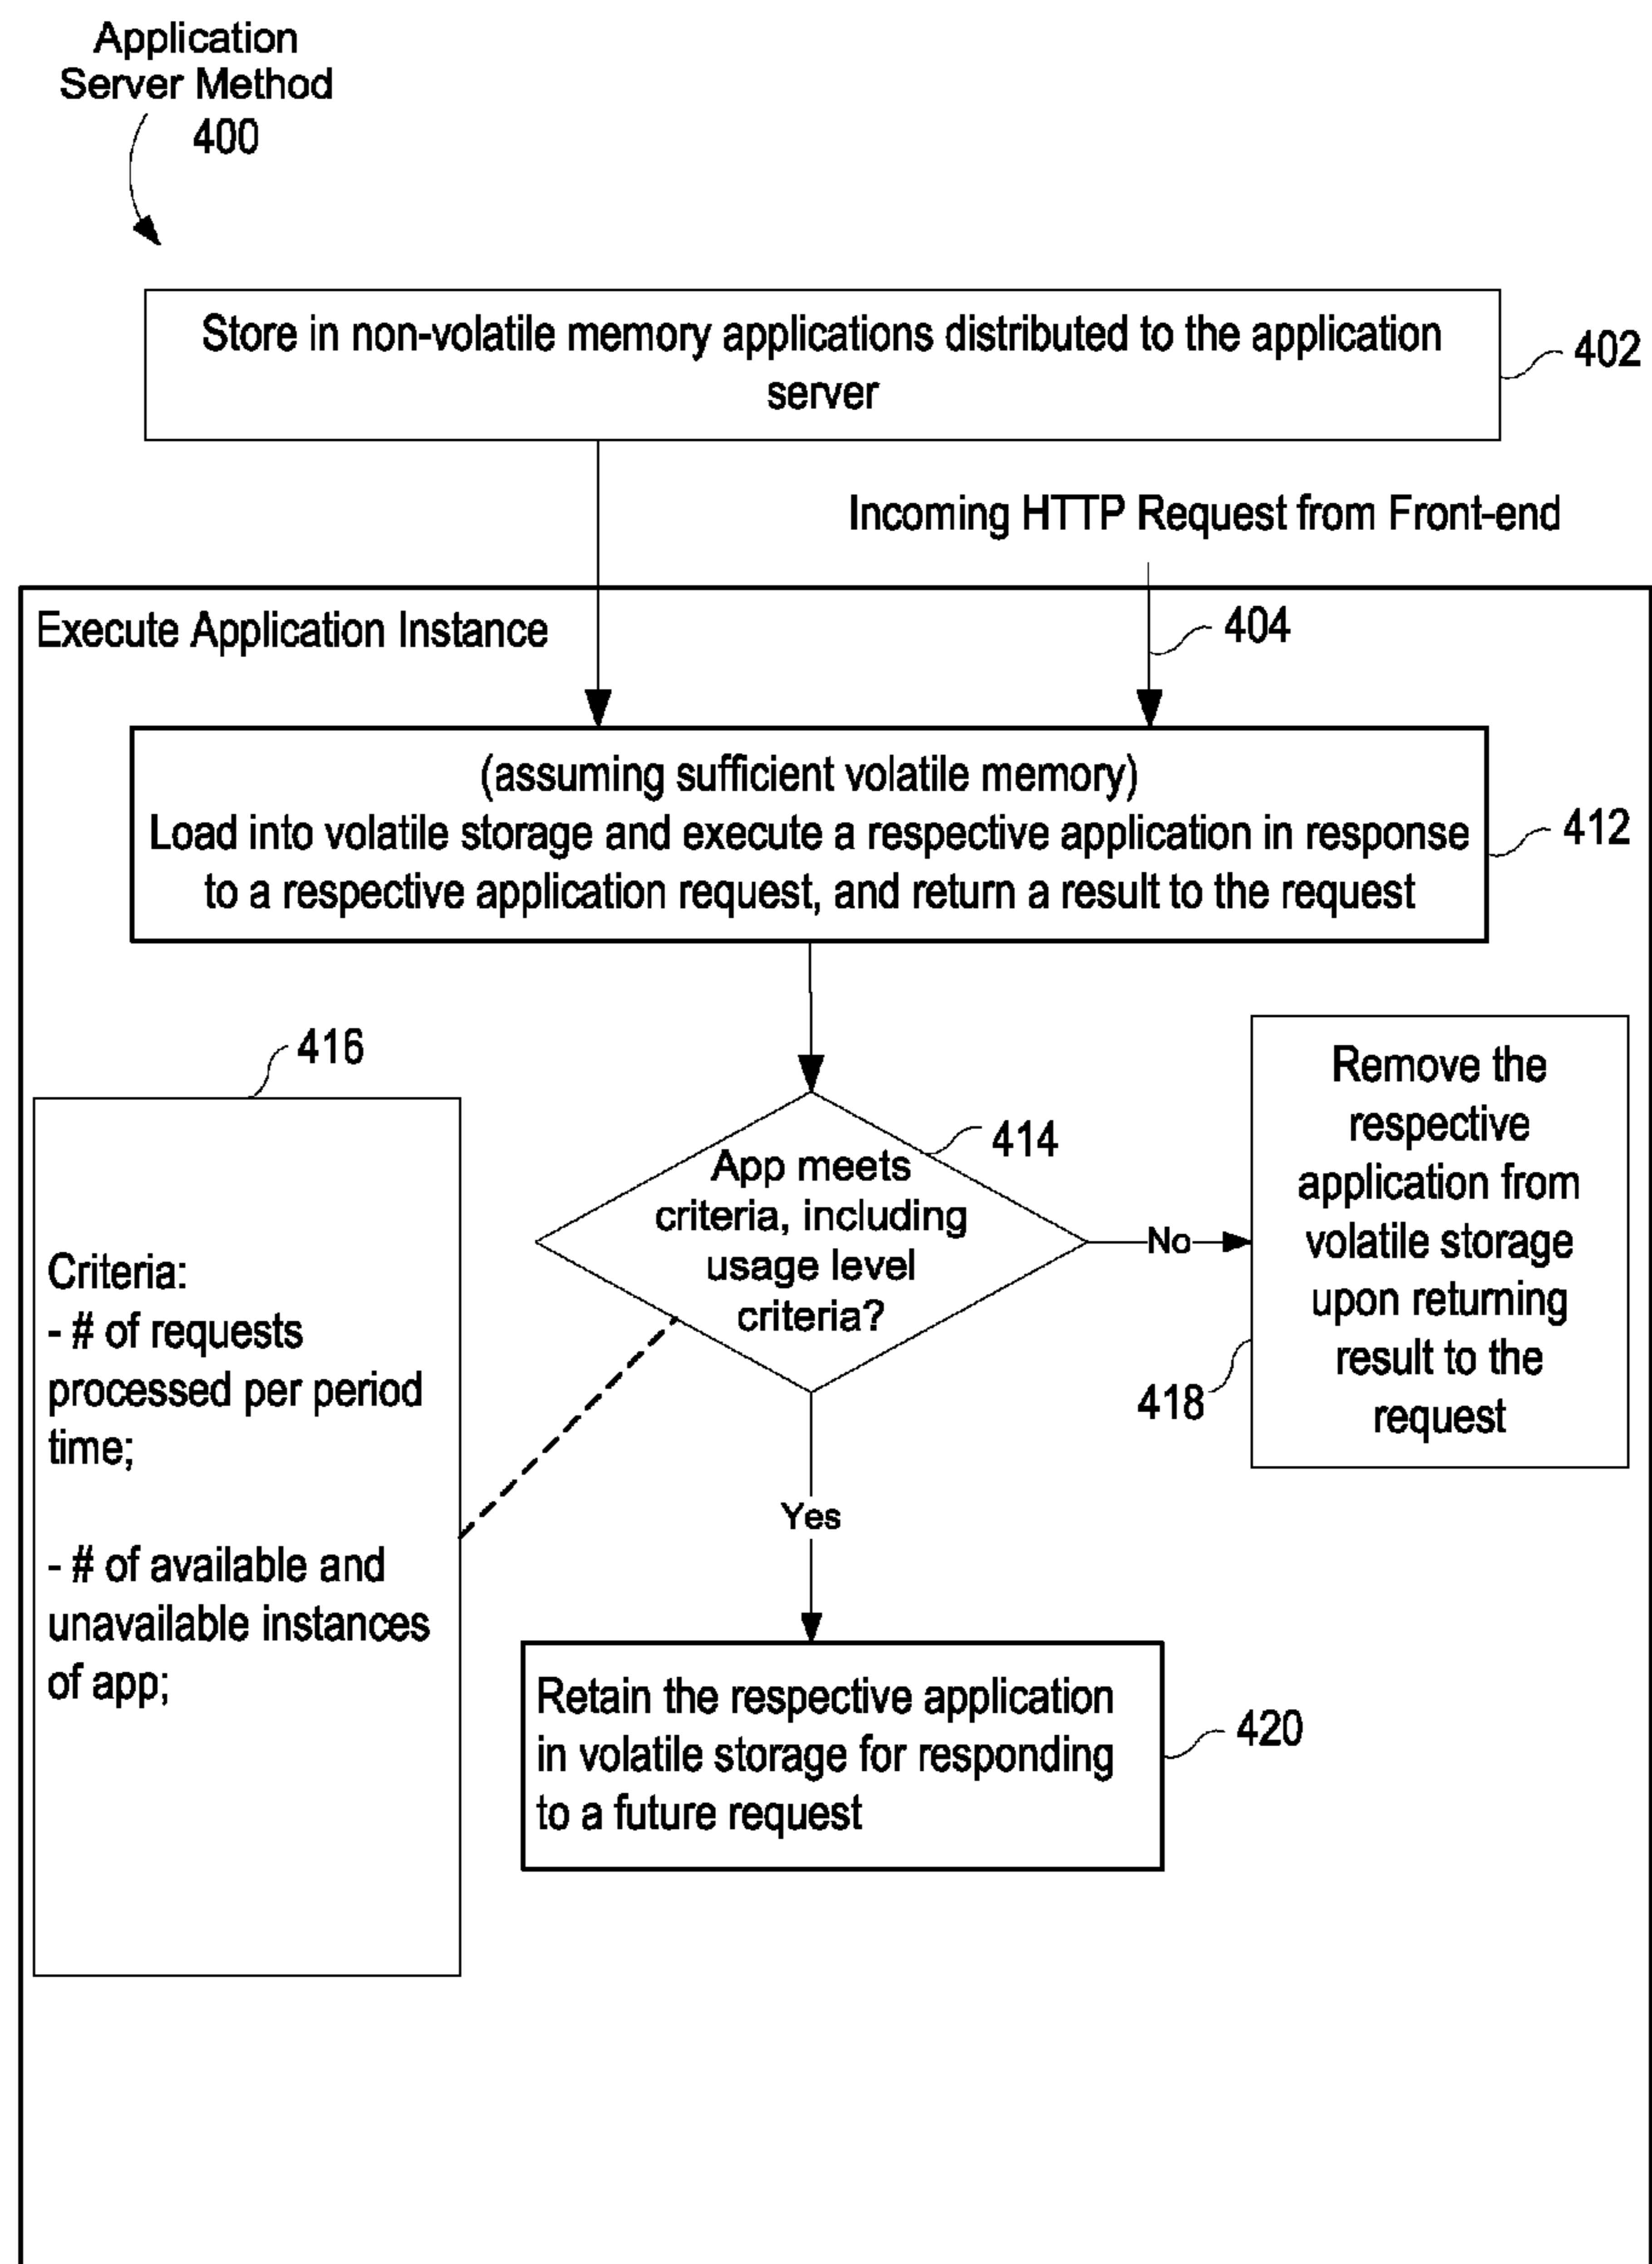 Application
Server Method
400
Store in non-volatile memory applications distributed to the application
server
402
Incoming HTTP Request from Front-end
Execute Application Instance
404
(assuming sufficient volatile memory)
Load into volatile storage and execute a respective application in response
to a respective application request, and return a result to the request
412
416
Criteria:
- # of requests
processed per period
time;
- # of available and
unavailable instances
of app;
414
App meets
criteria, including
usage level
criteria?
No
Remove the
respective
application from
volatile storage
upon returning
result to the
request
418
Yes
Retain the respective application
in volatile storage for responding
to a future request
420